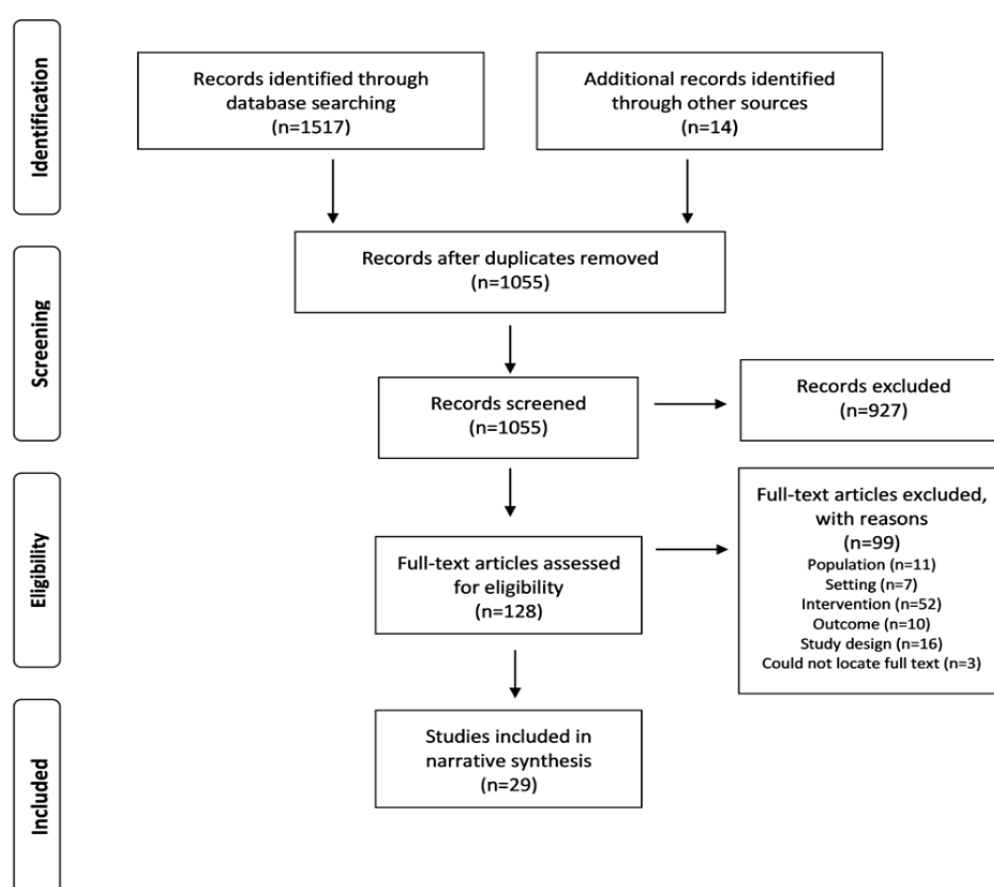 Identification
Records identified through
database searching
(n=1517)
Additional records identified
through other sources
(n=14)
Screening
Records after duplicates removed
(n=1055)
Records screened
(n=1055)
Records excluded
(n=927)
Eligibility
Full-text articles assessed
for eligibility
(n=128)
Full-text articles excluded,
with reasons
(n=99)
Population (n=11)
Setting (n=7)
Intervention (n=52)
Outcome (n=10)
Study design (n=16)
Could not locate full text (n=3)
Included
Studies included in
narrative synthesis
(n=29)